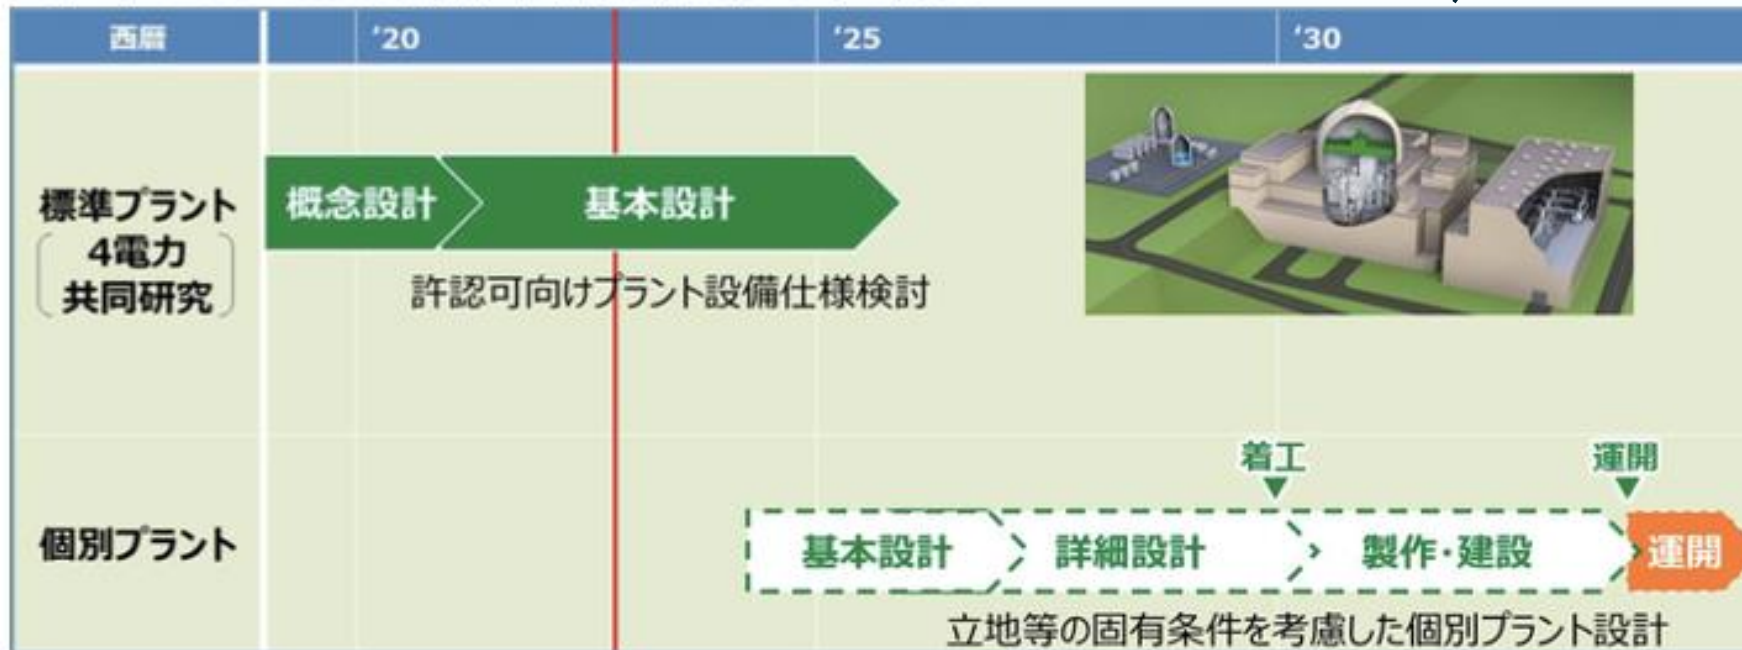 西暦 '20 '25 '30
標準プラント
4電力
共同研究
概念設計 基本設計
許認可向けプラント設備仕様検討
個別プラント
着工 運開
基本設計 詳細設計 製作・建設 運開
立地等の固有条件を考慮した個別プラント設計